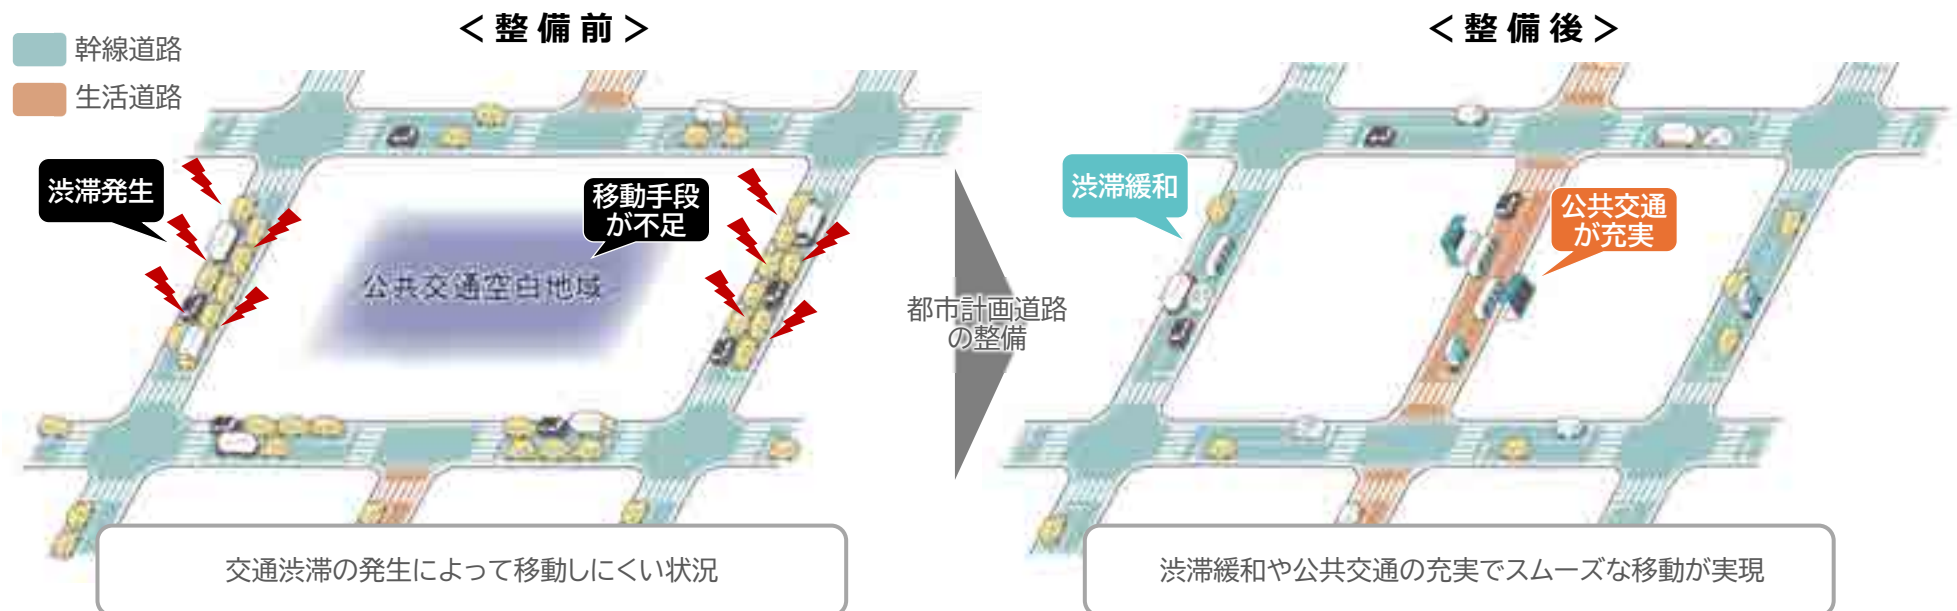 ＜整備前＞
＜整備後＞
幹線道路
生活道路
渋滞発生
移動手段
が不足
公共交通空白地域
都市計画道路
の整備
渋滞緩和
公共交通
が充実
交通渋滞の発生によって移動しにくい状況
渋滞緩和や公共交通の充実でスムーズな移動が実現